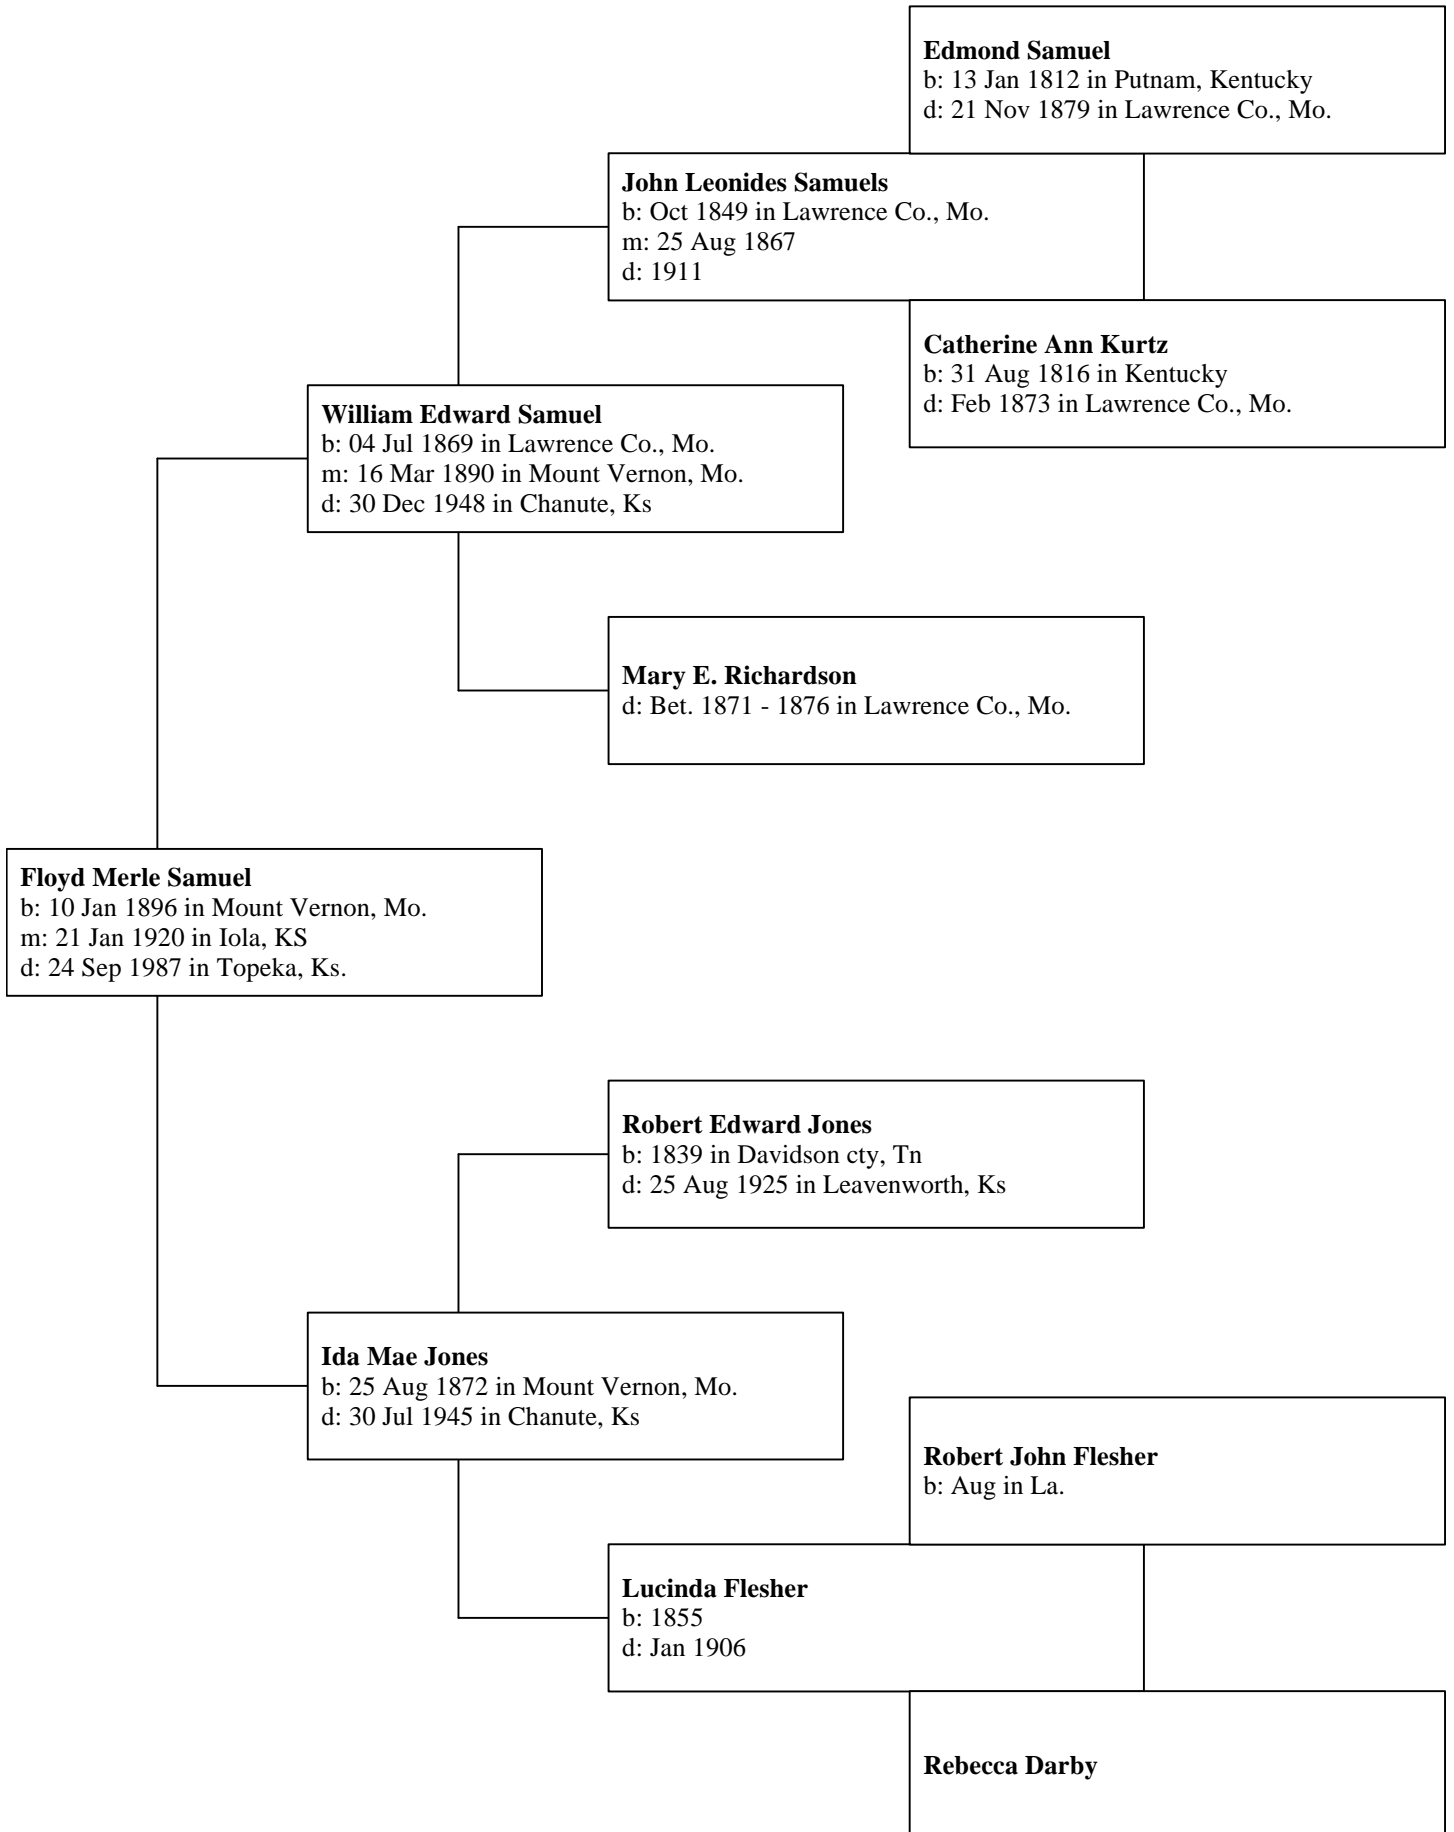 Edmond Samuel
b: 13 Jan 1812 in Putnam, Kentucky
d: 21 Nov 1879 in Lawrence Co., Mo.
John Leonides Samuels
b: Oct 1849 in Lawrence Co., Mo.
m: 25 Aug 1867
d: 1911
Catherine Ann Kurtz
b: 31 Aug 1816 in Kentucky
d: Feb 1873 in Lawrence Co., Mo.
William Edward Samuel
b: 04 Jul 1869 in Lawrence Co., Mo.
m: 16 Mar 1890 in Mount Vernon, Mo.
d: 30 Dec 1948 in Chanute, Ks
Mary E. Richardson
d: Bet. 1871 - 1876 in Lawrence Co., Mo.
Floyd Merle Samuel
b: 10 Jan 1896 in Mount Vernon, Mo.
m: 21 Jan 1920 in Iola, KS
d: 24 Sep 1987 in Topeka, Ks.
Robert Edward Jones
b: 1839 in Davidson cty, Tn
d: 25 Aug 1925 in Leavenworth, Ks
Ida Mae Jones
b: 25 Aug 1872 in Mount Vernon, Mo.
d: 30 Jul 1945 in Chanute, Ks
Robert John Flesher
b: Aug in La.
Lucinda Flesher
b: 1855
d: Jan 1906
Rebecca Darby